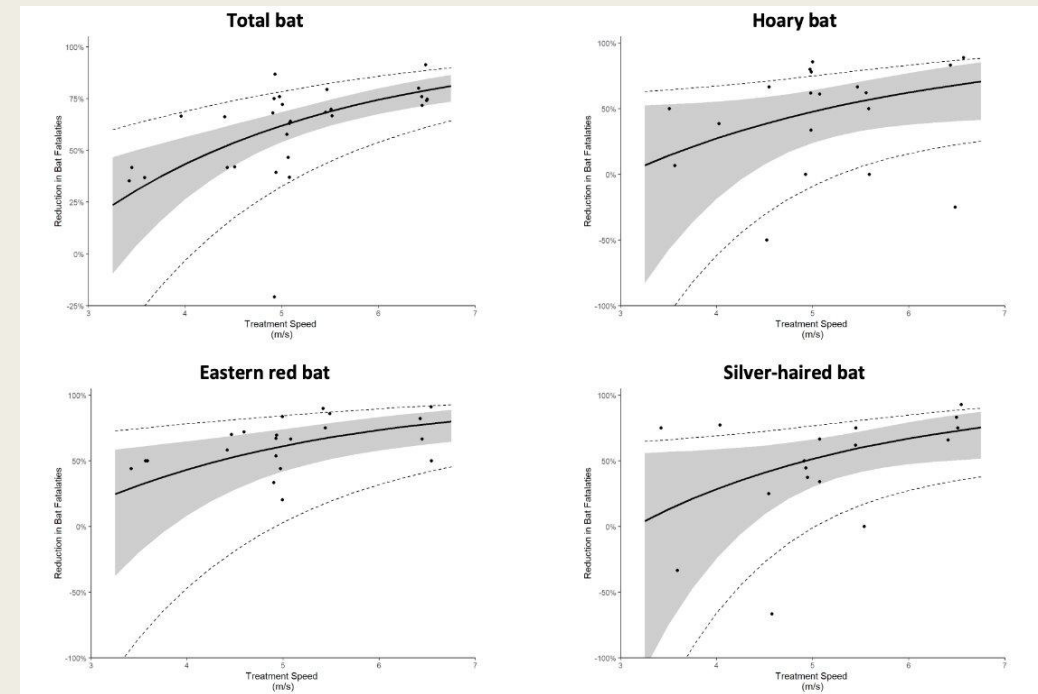 Total bat
100%
75%
50%
25%
0%
-25%
Reduction in Bat Fatalaties
3
4
5
6
7
Treatment Speed
(m/s)
Hoary bat
100%
50%
0%
-50%
-100%
Reduction in Bat Fatalities
3
4
5
6
7
Treatment Speed
(m/s)
Eastern red bat
100%
50%
0%
-50%
-100%
Reduction in Bat Fatalities
3
4
5
6
7
Treatment Speed
(m/s)
Silver-haired bat
100%
50%
0%
-50%
-100%
Reduction in Bat Fatalities
3
4
5
6
7
Treatment Speed
(m/s)